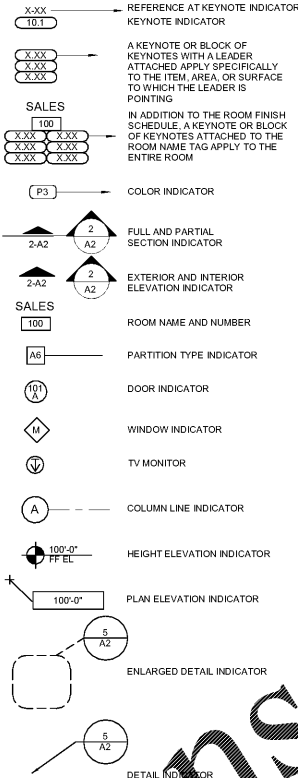 X-XX REFERENCE AT KEYNOTE INDICATOR
10.1 KEYNOTE INDICATOR
X.XX
X.XX
X.XX
A KEYNOTE OR BLOCK OF
KEYNOTES WITH A LEADER
ATTACHED APPLY SPECIFICALLY
TO THE ITEM, AREA, OR SURFACE
TO WHICH THE LEADER IS
POINTING
SALES
100
X.XX X.XX
X.XX X.XX
X.XX X.XX
IN ADDITION TO THE ROOM FINISH
SCHEDULE, A KEYNOTE OR BLOCK
OF KEYNOTES ATTACHED TO THE
ROOM NAME TAG APPLY TO THE
ENTIRE ROOM
P3 COLOR INDICATOR
2-A2
2
A2
FULL AND PARTIAL
SECTION INDICATOR
2-A2
2
A2
EXTERIOR AND INTERIOR
ELEVATION INDICATOR
SALES
100 ROOM NAME AND NUMBER
A6 PARTITION TYPE INDICATOR
101
A
DOOR INDICATOR
M WINDOW INDICATOR
TV MONITOR
A COLUMN LINE INDICATOR
100'-0"
FF EL
HEIGHT ELEVATION INDICATOR
100'-0" PLAN ELEVATION INDICATOR
5
A2
ENLARGED DETAIL INDICATOR
5
A2
DETAIL INDICATOR
ns